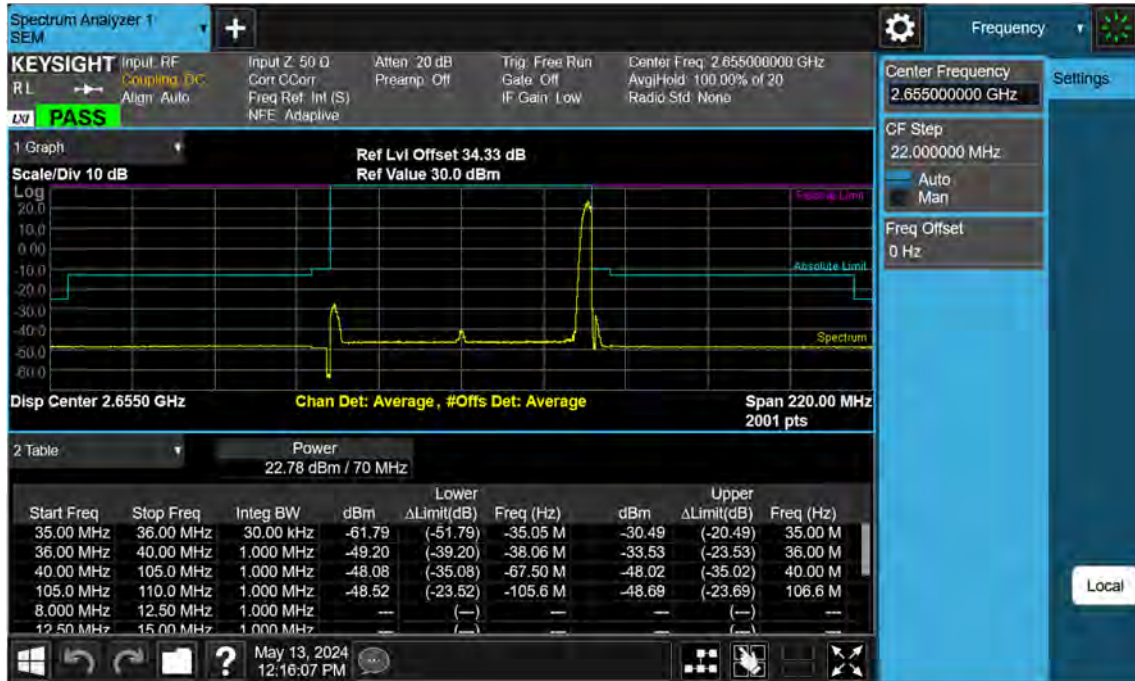 Spectrum Analyzer 1
SEM
+
Frequency
KEYSIGHT
RL
LXI PASS
Input: RF
Coupling: DC
Align: Auto
Input Z: 50 Ω
Corr CCorr
Freq Ref: Int (S)
NFE: Adaptive
Atten: 20 dB
Preamp: Off
Trig: Free Run
Gate: Off
IF Gain: Low
Center Freq: 2.655000000 GHz
Avg|Hold: 100.00% of 20
Radio Std: None
Center Frequency
2.655000000 GHz
Settings
CF Step
22.000000 MHz
Auto
Man
Freq Offset
0 Hz
1 Graph
Scale/Div 10 dB
Ref Lvl Offset 34.33 dB
Ref Value 30.0 dBm
Log
20.0
10.0
0.00
-10.0
-20.0
-30.0
-40.0
-50.0
-60.0
Limit
Absolute Limit
Spectrum
Disp Center 2.6550 GHz
Chan Det: Average, #Offs Det: Average
Span 220.00 MHz
2001 pts
2 Table
Power
22.78 dBm / 70 MHz
Lower Upper
Start Freq Stop Freq Integ BW dBm ΔLimit(dB) Freq (Hz) dBm ΔLimit(dB) Freq (Hz)
35.00 MHz 36.00 MHz 30.00 kHz -61.79 (-51.79) -35.05 M -30.49 (-20.49) 35.00 M
36.00 MHz 40.00 MHz 1.000 MHz -49.20 (-39.20) -38.06 M -33.53 (-23.53) 36.00 M
40.00 MHz 105.0 MHz 1.000 MHz -48.08 (-35.08) -67.50 M -48.02 (-35.02) 40.00 M
105.0 MHz 110.0 MHz 1.000 MHz -48.52 (-23.52) -105.6 M -48.69 (-23.69) 106.6 M
8.000 MHz 12.50 MHz 1.000 MHz --- (---) --- --- (---) ---
12.50 MHz 15.00 MHz 1.000 MHz --- (---) --- --- (---) ---
Local
?
May 13, 2024
12:16:07 PM